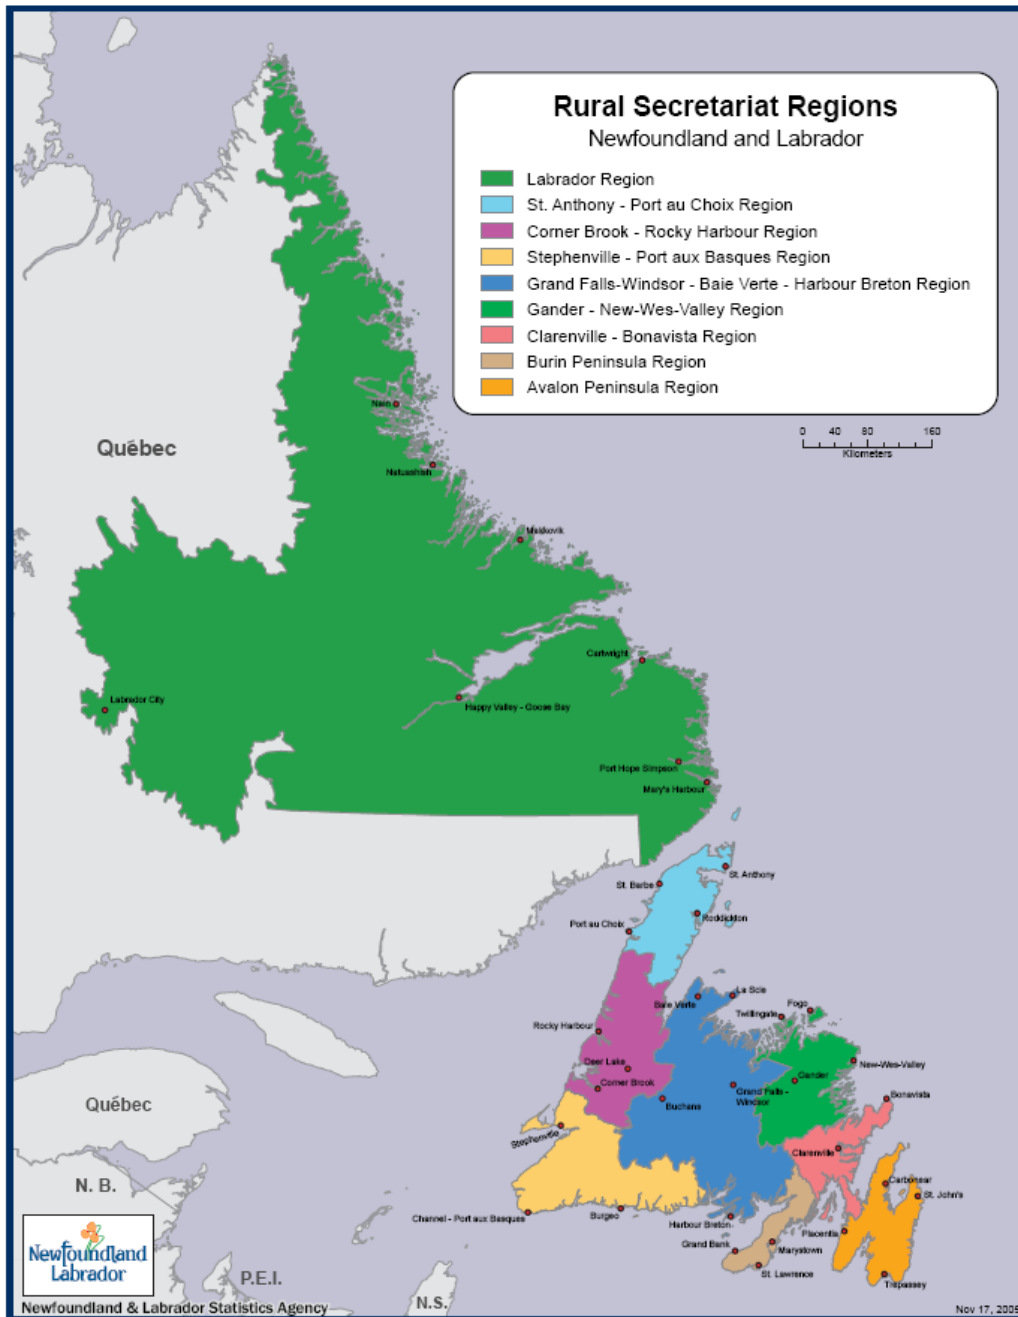 Rural Secretariat Regions
Newfoundland and Labrador
Labrador Region
St. Anthony - Port au Choix Region
Corner Brook - Rocky Harbour Region
Stephenville - Port aux Basques Region
Grand Falls-Windsor - Baie Verte - Harbour Breton Region
Gander - New-Wes-Valley Region
Clarenville - Bonavista Region
Burin Peninsula Region
Avalon Peninsula Region
0 40 80 160
Kilometers
Nain
Québec
Natuashish
Makkovik
Cartwright
Labrador City
Happy Valley - Goose Bay
Port Hope Simpson
Mary's Harbour
St. Anthony
St. Barbe
Roddickton
Port au Choix
La Scie
Baie Verte
Fogo
Twillingate
Rocky Harbour
New-Wes-Valley
Deer Lake
Gander
Corner Brook
Grand Falls -
Windsor
Buchans
Bonavista
Québec
Stephenville
Clarenville
Carbonear
N. B.
St. John's
Channel - Port aux Basques
Burgeo
Harbour Breton
Placentia
Grand Bank
Marystown
St. Lawrence
Trepassey
Newfoundland
Labrador
P.E.I.
N.S.
Newfoundland & Labrador Statistics Agency
Nov 17, 2005